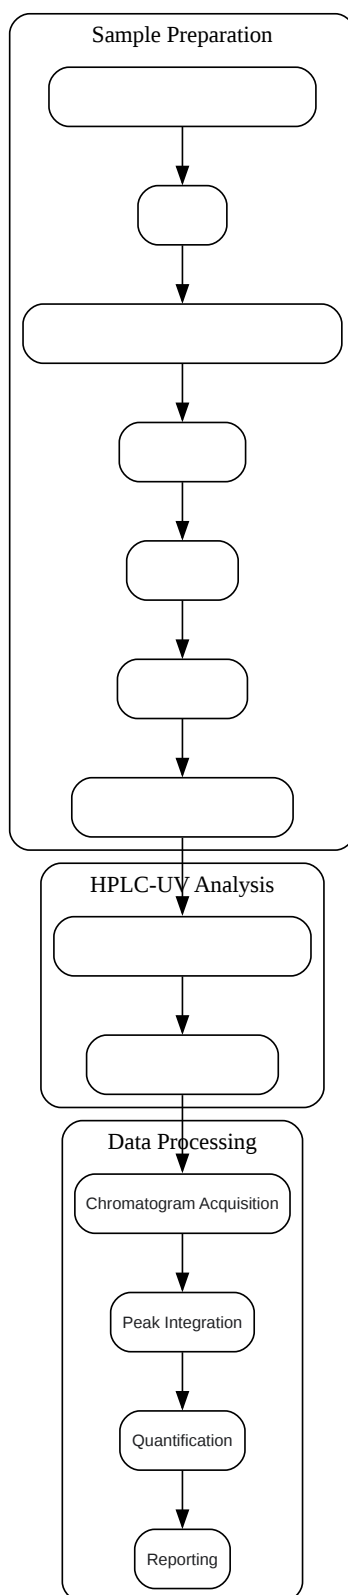 Sample Preparation
HPLC-UV Analysis
Data Processing
Chromatogram Acquisition
Peak Integration
Quantification
Reporting